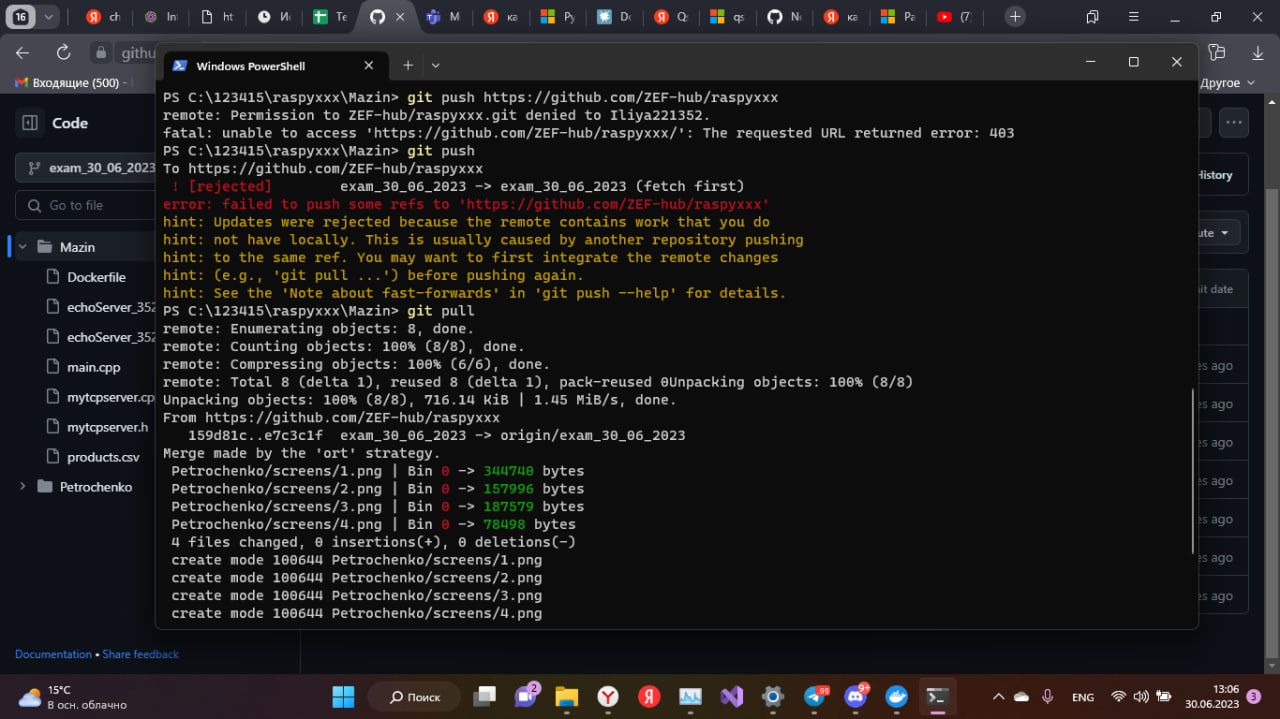 16
ch
Int
ht
Ис
Te
M
ка
Py
Do
Qs
qs
Ne
ка
Pa
(7)
githu
Входящие (500) -
Другое
Windows PowerShell
Code
exam_30_06_2023
Go to file
Mazin
Dockerfile
echoServer_352
echoServer_352
main.cpp
mytcpserver.cp
mytcpserver.h
products.csv
Petrochenko
Documentation • Share feedback
PS C:\123415\raspyxxx\Mazin> git push https://github.com/ZEF-hub/raspyxxx
remote: Permission to ZEF-hub/raspyxxx.git denied to Iliya221352.
fatal: unable to access 'https://github.com/ZEF-hub/raspyxxx/': The requested URL returned error: 403
PS C:\123415\raspyxxx\Mazin> git push
To https://github.com/ZEF-hub/raspyxxx
! [rejected] exam_30_06_2023 -> exam_30_06_2023 (fetch first)
error: failed to push some refs to 'https://github.com/ZEF-hub/raspyxxx'
hint: Updates were rejected because the remote contains work that you do
hint: not have locally. This is usually caused by another repository pushing
hint: to the same ref. You may want to first integrate the remote changes
hint: (e.g., 'git pull ...') before pushing again.
hint: See the 'Note about fast-forwards' in 'git push --help' for details.
PS C:\123415\raspyxxx\Mazin> git pull
remote: Enumerating objects: 8, done.
remote: Counting objects: 100% (8/8), done.
remote: Compressing objects: 100% (6/6), done.
remote: Total 8 (delta 1), reused 8 (delta 1), pack-reused 0Unpacking objects: 100% (8/8)
Unpacking objects: 100% (8/8), 716.14 KiB | 1.45 MiB/s, done.
From https://github.com/ZEF-hub/raspyxxx
159d81c..e7c3c1f exam_30_06_2023 -> origin/exam_30_06_2023
Merge made by the 'ort' strategy.
Petrochenko/screens/1.png | Bin 0 -> 344740 bytes
Petrochenko/screens/2.png | Bin 0 -> 157996 bytes
Petrochenko/screens/3.png | Bin 0 -> 187579 bytes
Petrochenko/screens/4.png | Bin 0 -> 78498 bytes
4 files changed, 0 insertions(+), 0 deletions(-)
create mode 100644 Petrochenko/screens/1.png
create mode 100644 Petrochenko/screens/2.png
create mode 100644 Petrochenko/screens/3.png
create mode 100644 Petrochenko/screens/4.png
History
ute
it date
es ago
es ago
es ago
es ago
es ago
es ago
es ago
15°C
В осн. облачно
Поиск
2
99
9+
ENG
13:06
30.06.2023
3